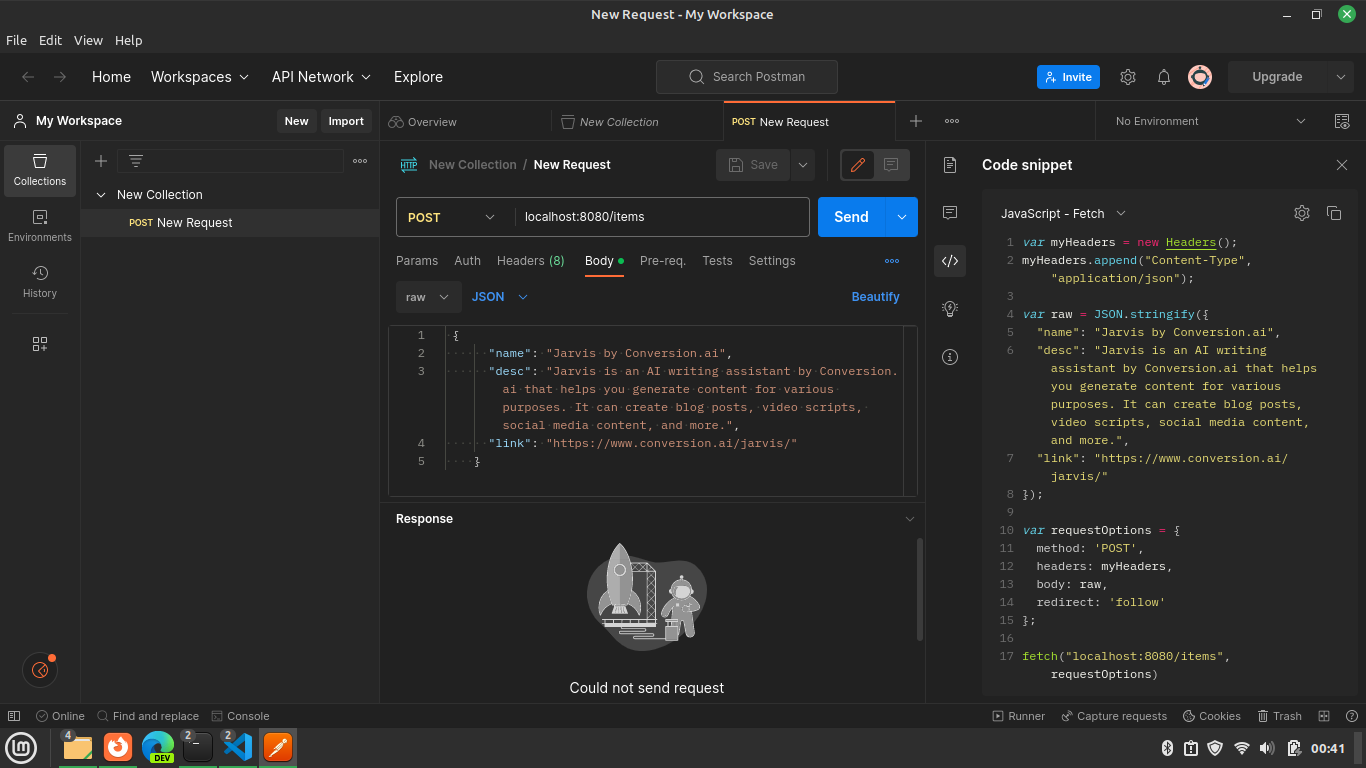 New Request - My Workspace
File Edit View Help
Home Workspaces API Network Explore
Search Postman
Invite
Upgrade
My Workspace
New Import
Overview
New Collection
POST New Request
No Environment
Collections
Environments
History
New Collection
POST New Request
HTTP
New Collection / New Request
Save
POST
localhost:8080/items
Send
Params Auth Headers (8) Body Pre-req. Tests Settings
raw
JSON
Beautify
1 {
2 "name": "Jarvis by Conversion.ai",
3 "desc": "Jarvis is an AI writing assistant by Conversion.
ai that helps you generate content for various
purposes. It can create blog posts, video scripts,
social media content, and more.",
4 "link": "https://www.conversion.ai/jarvis/"
5 }
Response
Could not send request
Code snippet
JavaScript - Fetch
1 var myHeaders = new Headers();
2 myHeaders.append("Content-Type",
"application/json");
3
4 var raw = JSON.stringify({
5 "name": "Jarvis by Conversion.ai",
6 "desc": "Jarvis is an AI writing
assistant by Conversion.ai that helps
you generate content for various
purposes. It can create blog posts,
video scripts, social media content,
and more.",
7 "link": "https://www.conversion.ai/
jarvis/"
8 });
9
10 var requestOptions = {
11 method: 'POST',
12 headers: myHeaders,
13 body: raw,
14 redirect: 'follow'
15 };
16
17 fetch("localhost:8080/items",
requestOptions)
Online Find and replace Console
Runner Capture requests Cookies Trash
4
DEV
2
2
00:41